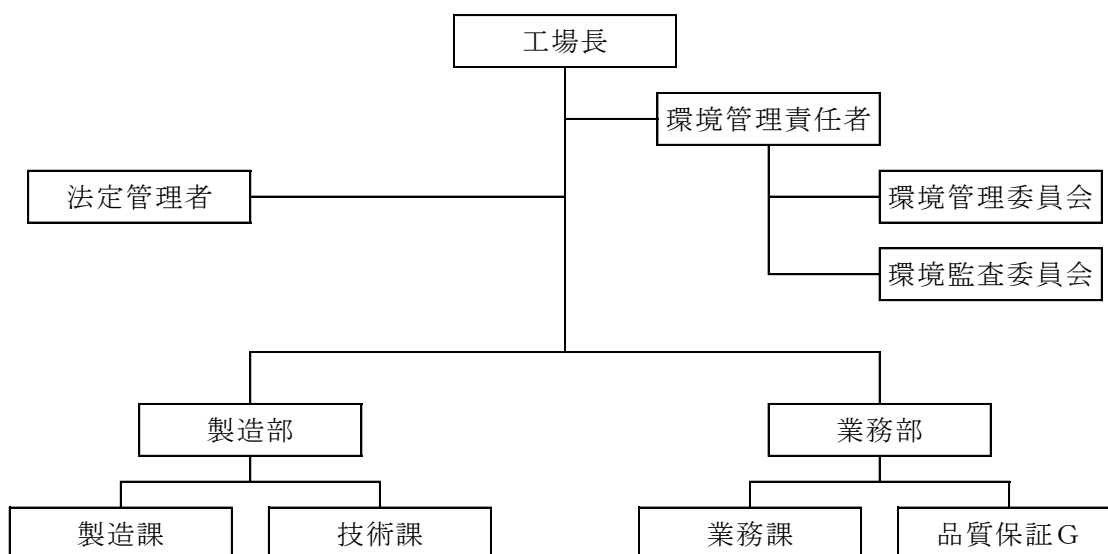 工場長
環境管理責任者
法定管理者
環境管理委員会
環境監査委員会
製造部
業務部
製造課
技術課
業務課
品質保証G